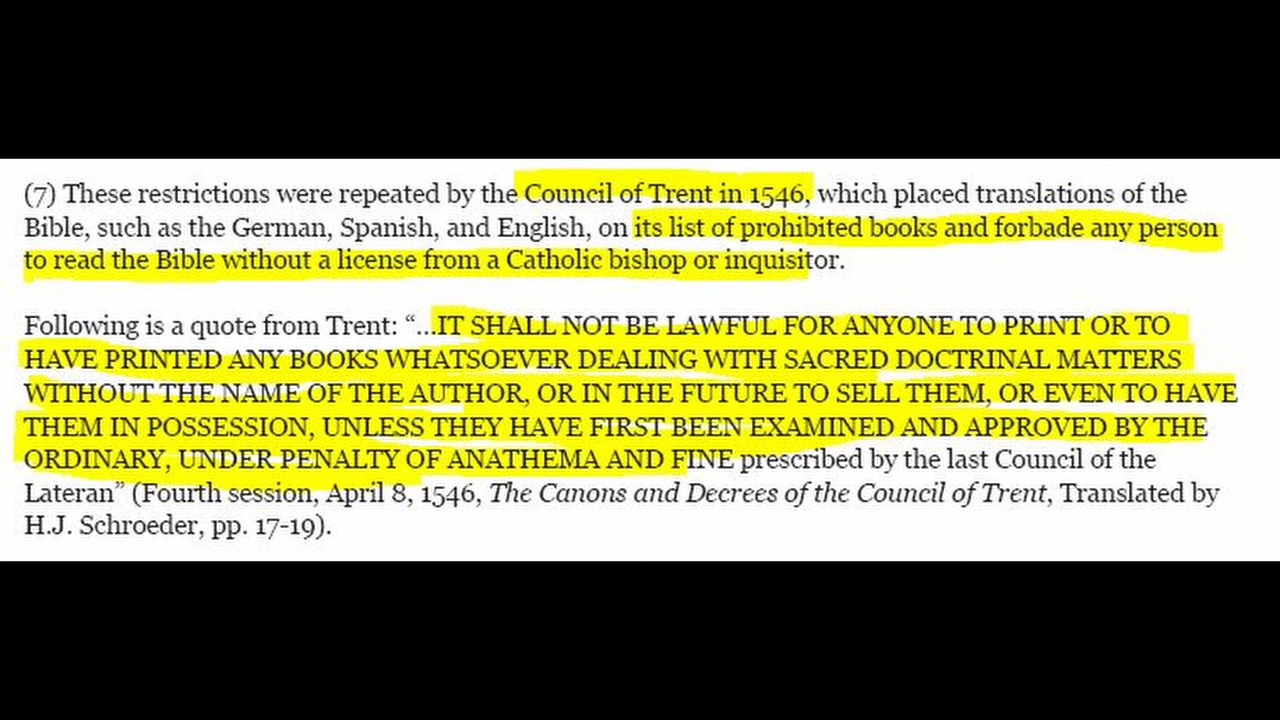 (7) These restrictions were repeated by the Council of Trent in 1546, which placed translations of the
Bible, such as the German, Spanish, and English, on its list of prohibited books and forbade any person
to read the Bible without a license from a Catholic bishop or inquisitor.
Following is a quote from Trent: “…IT SHALL NOT BE LAWFUL FOR ANYONE TO PRINT OR TO
HAVE PRINTED ANY BOOKS WHATSOEVER DEALING WITH SACRED DOCTRINAL MATTERS
WITHOUT THE NAME OF THE AUTHOR, OR IN THE FUTURE TO SELL THEM, OR EVEN TO HAVE
THEM IN POSSESSION, UNLESS THEY HAVE FIRST BEEN EXAMINED AND APPROVED BY THE
ORDINARY, UNDER PENALTY OF ANATHEMA AND FINE prescribed by the last Council of the
Lateran” (Fourth session, April 8, 1546, The Canons and Decrees of the Council of Trent, Translated by
H.J. Schroeder, pp. 17-19).